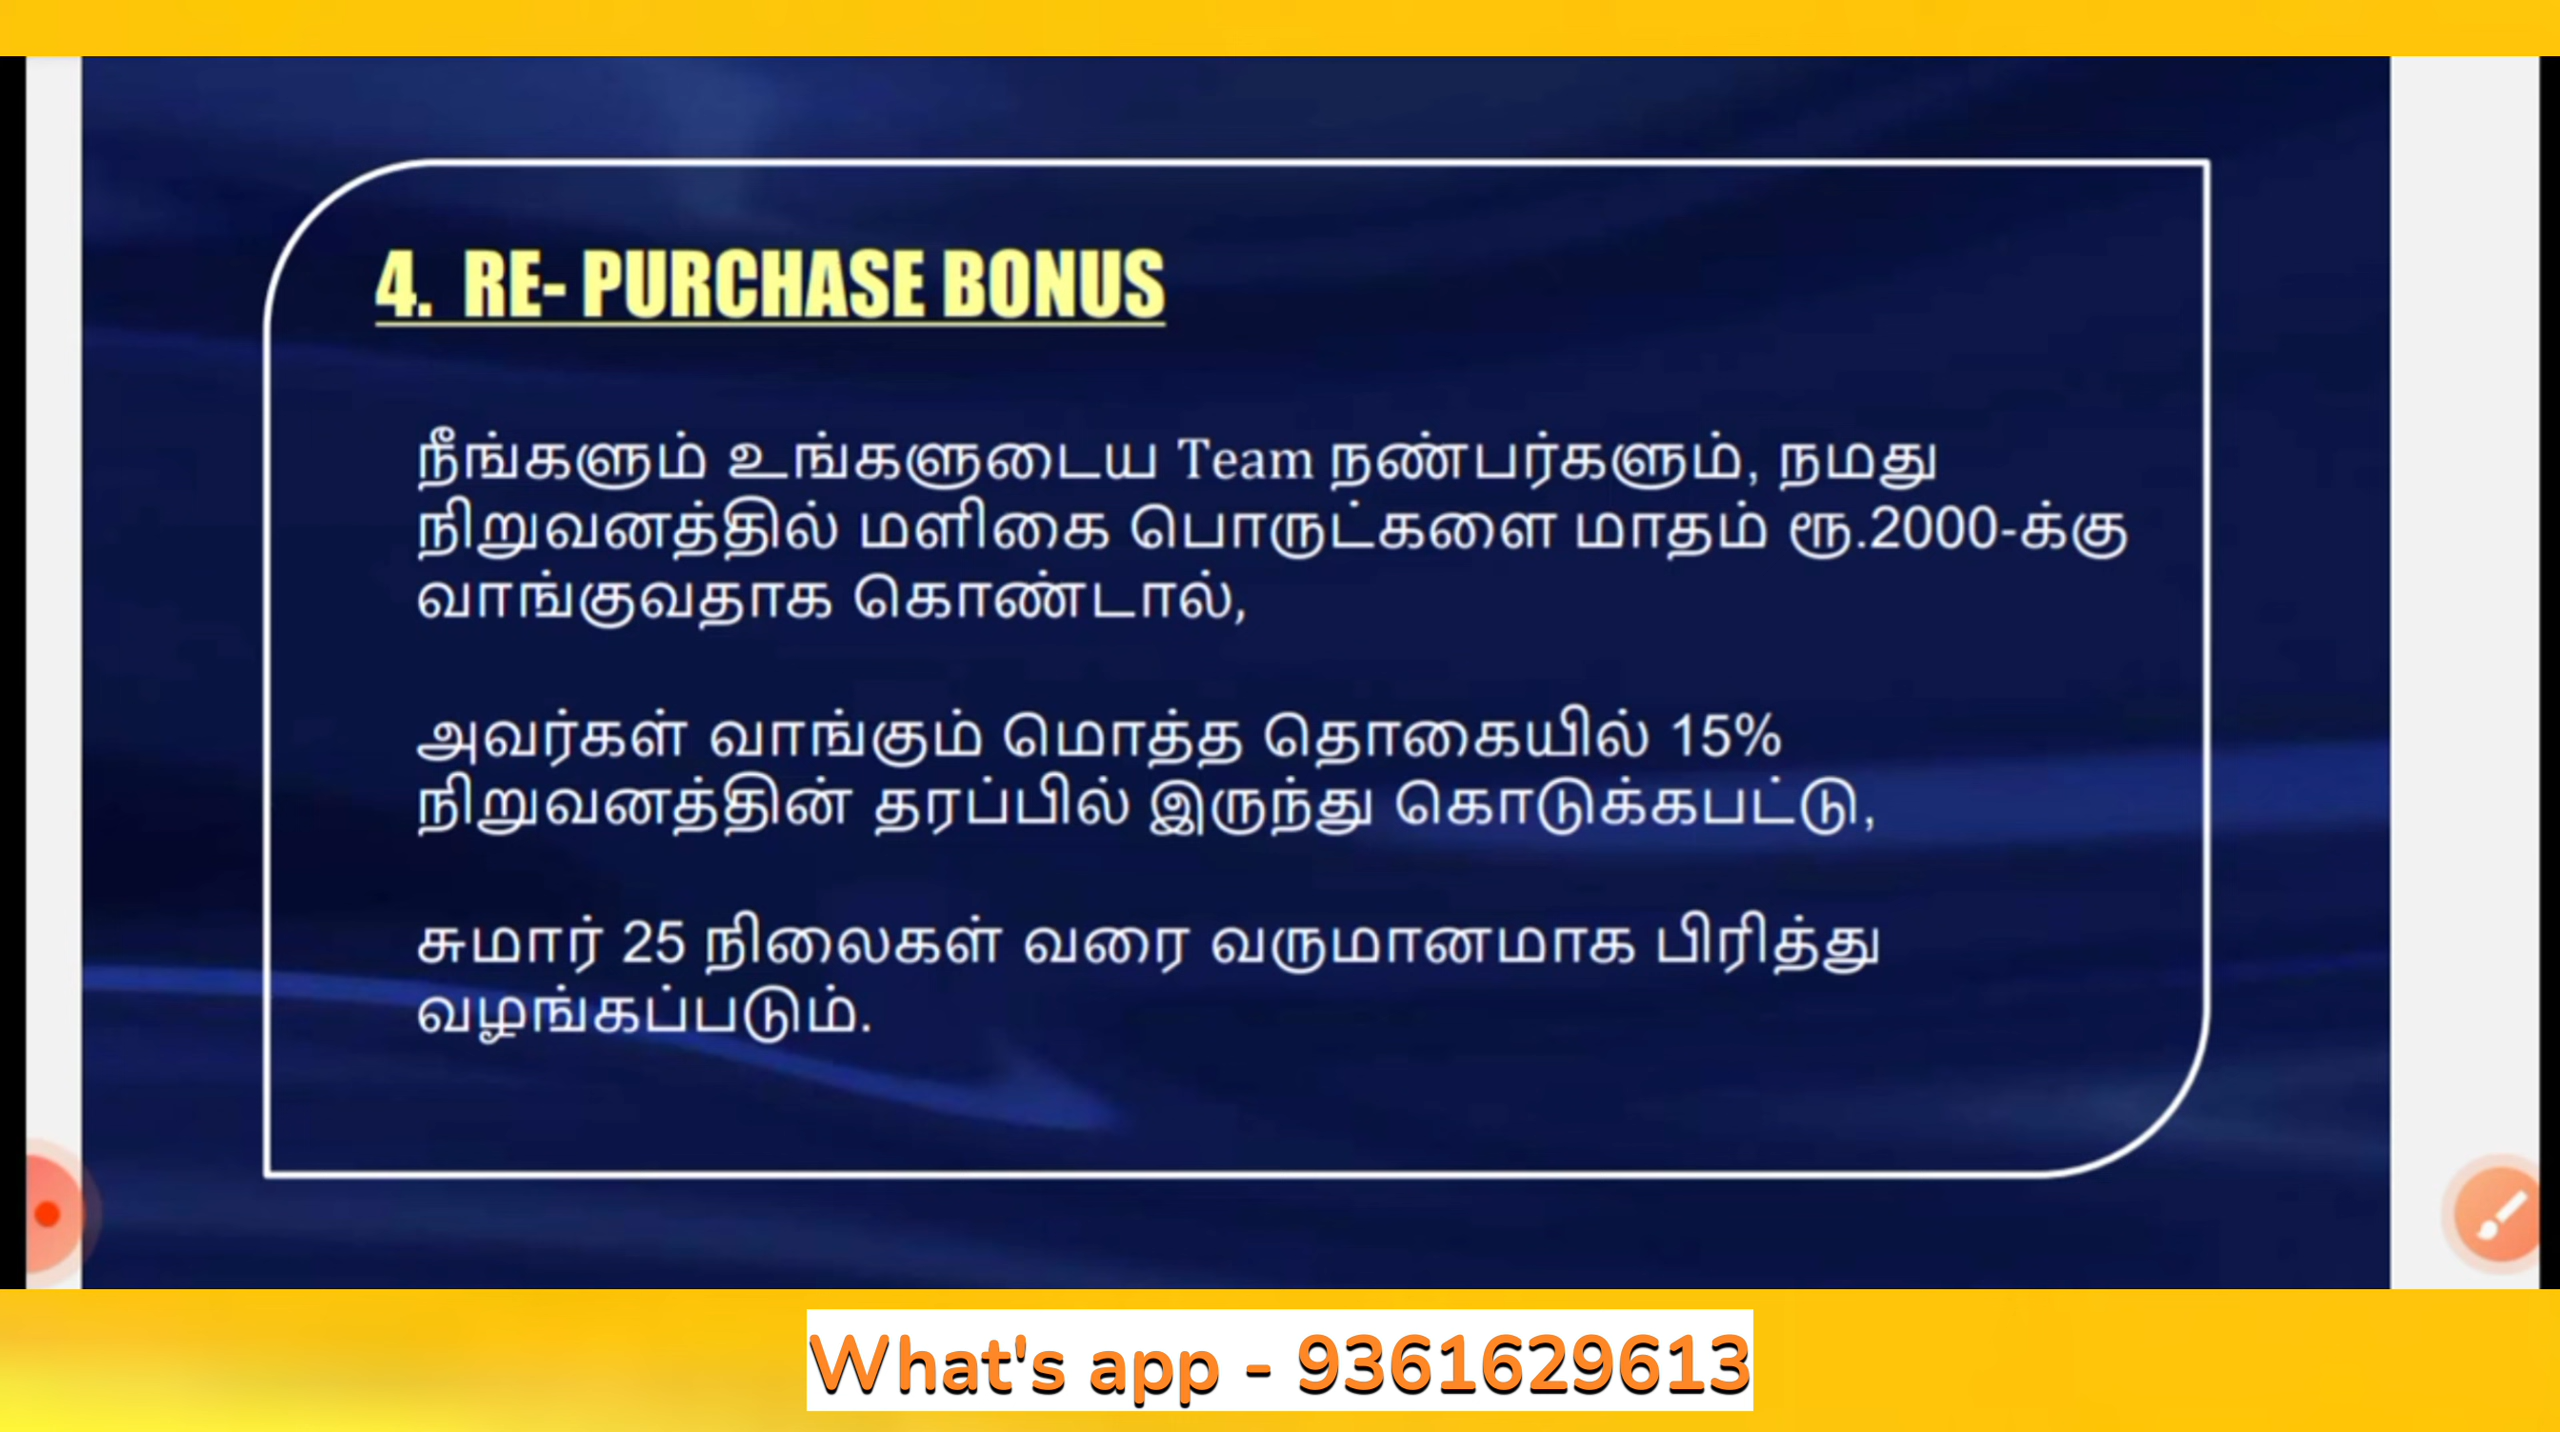 4. RE- PURCHASE BONUS
நீங்களும் உங்களுடைய Team நண்பர்களும், நமது
நிறுவனத்தில் மளிகை பொருட்களை மாதம் ரூ.2000-க்கு
வாங்குவதாக கொண்டால்,
அவர்கள் வாங்கும் மொத்த தொகையில் 15%
நிறுவனத்தின் தரப்பில் இருந்து கொடுக்கபட்டு,
சுமார் 25 நிலைகள் வரை வருமானமாக பிரித்து
வழங்கப்படும்.
What's app - 9361629613